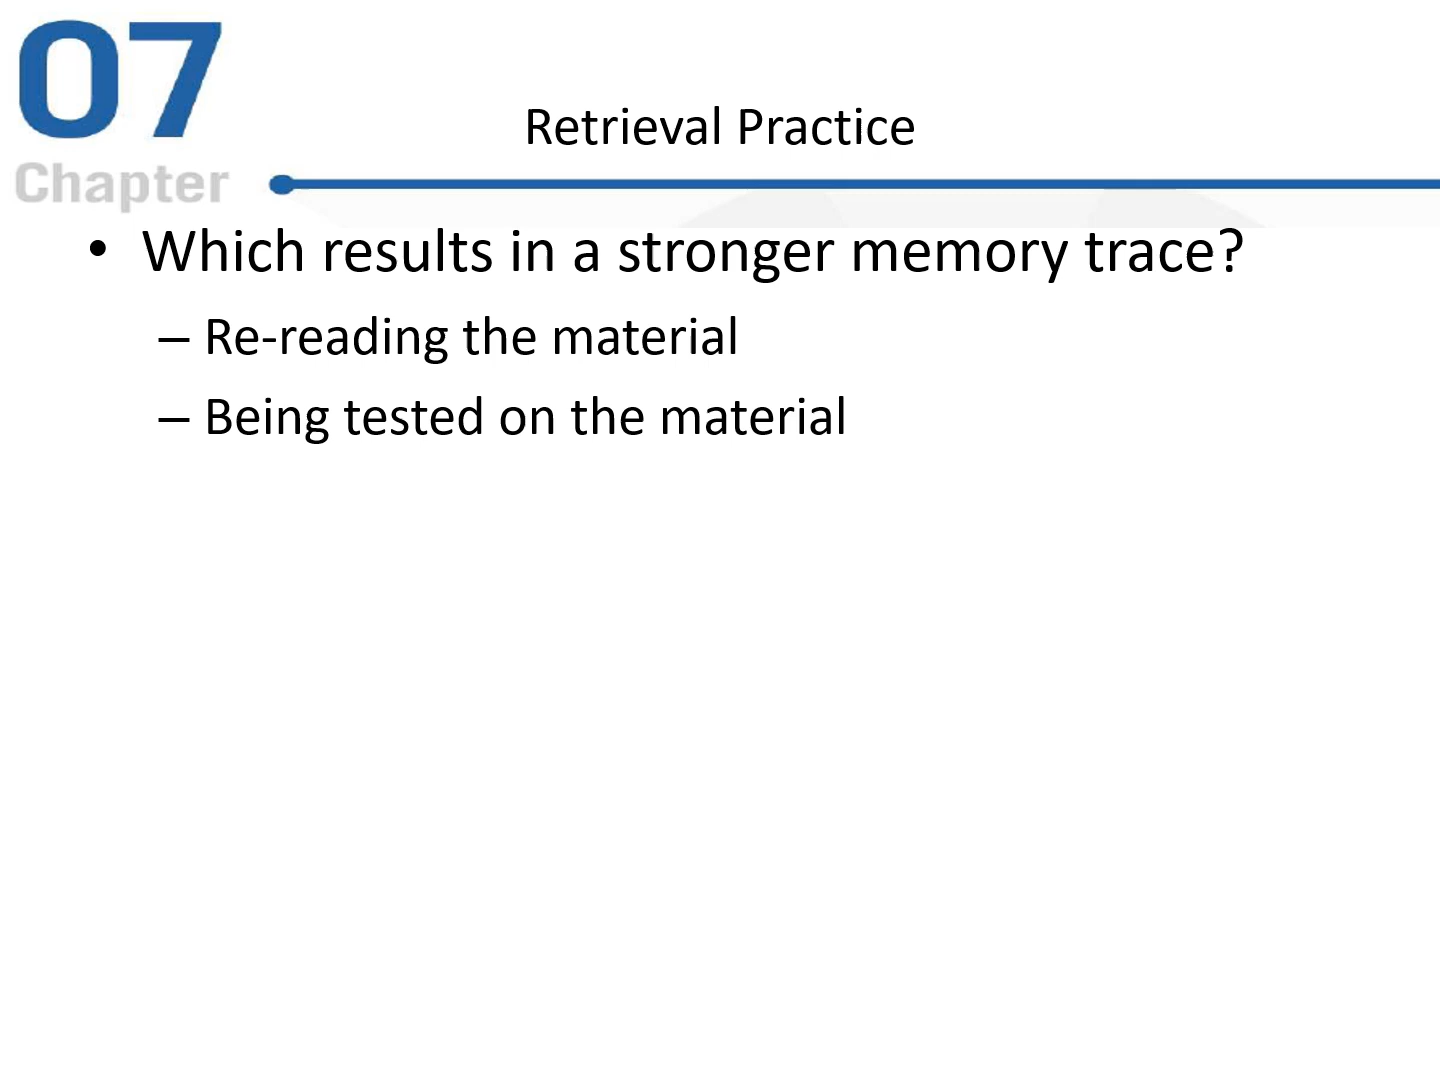 07
Chapter
Retrieval Practice
• Which results in a stronger memory trace?
– Re-reading the material
– Being tested on the material